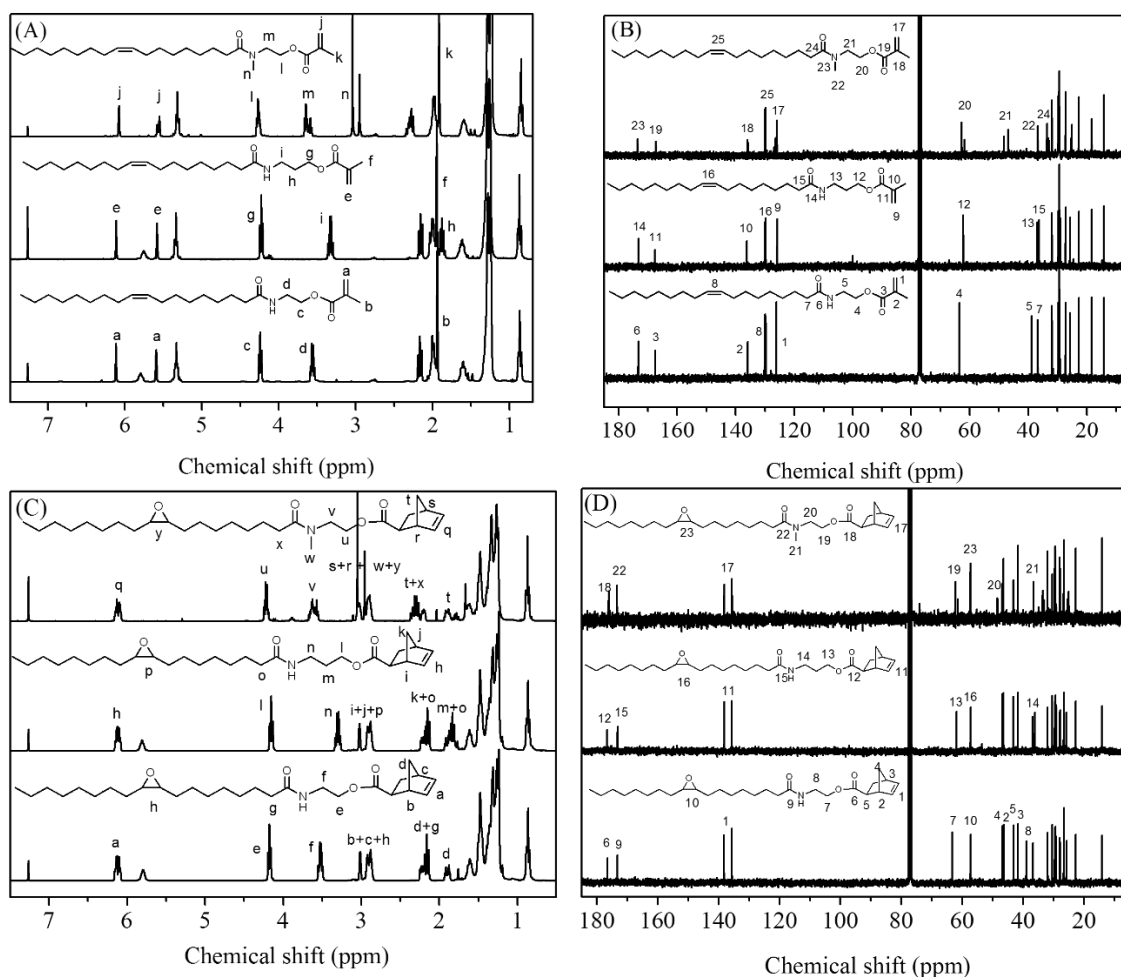 (A)
O
j
m
N
O
n
l
O
k
k
j
j
l
m
n
O
i
g
O
f
N
H
h
O
e
f
e
e
g
i
h
O
d
O
a
N
H
c
O
b
b
a
a
c
d
7 6 5 4 3 2 1
Chemical shift (ppm)
(B)
25
O
24
N
23
21
O
19
17
22
20
O
18
25
17
23
19
18
20
21
22
24
16
15
O
13
12
O
10
14
N
H
O
11
9
14
11
10
16
9
12
13
15
8
O
5
O
1
7
6
N
H
4
3
O
2
6
3
2
8
1
4
5
7
180 160 140 120 100 80 60 40 20
Chemical shift (ppm)
(C)
O
O
v
O
t
s
y
x
N
w
u
O
r
q
s+r+
w+y
q
u
v
t+x
t
O
O
n
l
O
k
j
p
o
N
H
m
O
i
h
h
l
n
i+j+p
k+o
m+o
O
O
f
O
d
c
h
g
N
H
e
O
b
a
a
e
f
b+c+h
d+g
d
7 6 5 4 3 2 1
Chemical shift (ppm)
(D)
O
O
20
O
23
22
N
21
19
O
18
17
18
22
17
19
23
20
21
O
O
14
13
O
16
15
N
H
O
12
11
12
15
11
13
16
14
O
O
8
O
4
3
10
9
N
H
7
O
6
5
2
1
6
9
1
7
10
4
2
5
3
8
180 160 140 120 100 80 60 40 20
Chemical shift (ppm)